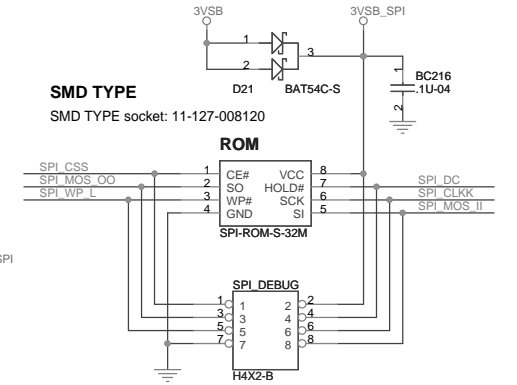 3VSB 3VSB_SPI
1
3
2
D21 BAT54C-S
1
BC216
.1U-04
2
SMD TYPE
SMD TYPE socket: 11-127-008120
ROM
SPI_CSS 1 CE# VCC 8
SPI_MOS_OO 2 SO HOLD# 7 SPI_DC
SPI_WP_L 3 WP# SCK 6 SPI_CLKK
4 GND SI 5 SPI_MOS_II
SPI-ROM-S-32M
SPI
SPI_DEBUG
1 1 2 2
3 3 4 4
5 5 6 6
7 7 8 8
H4X2-B